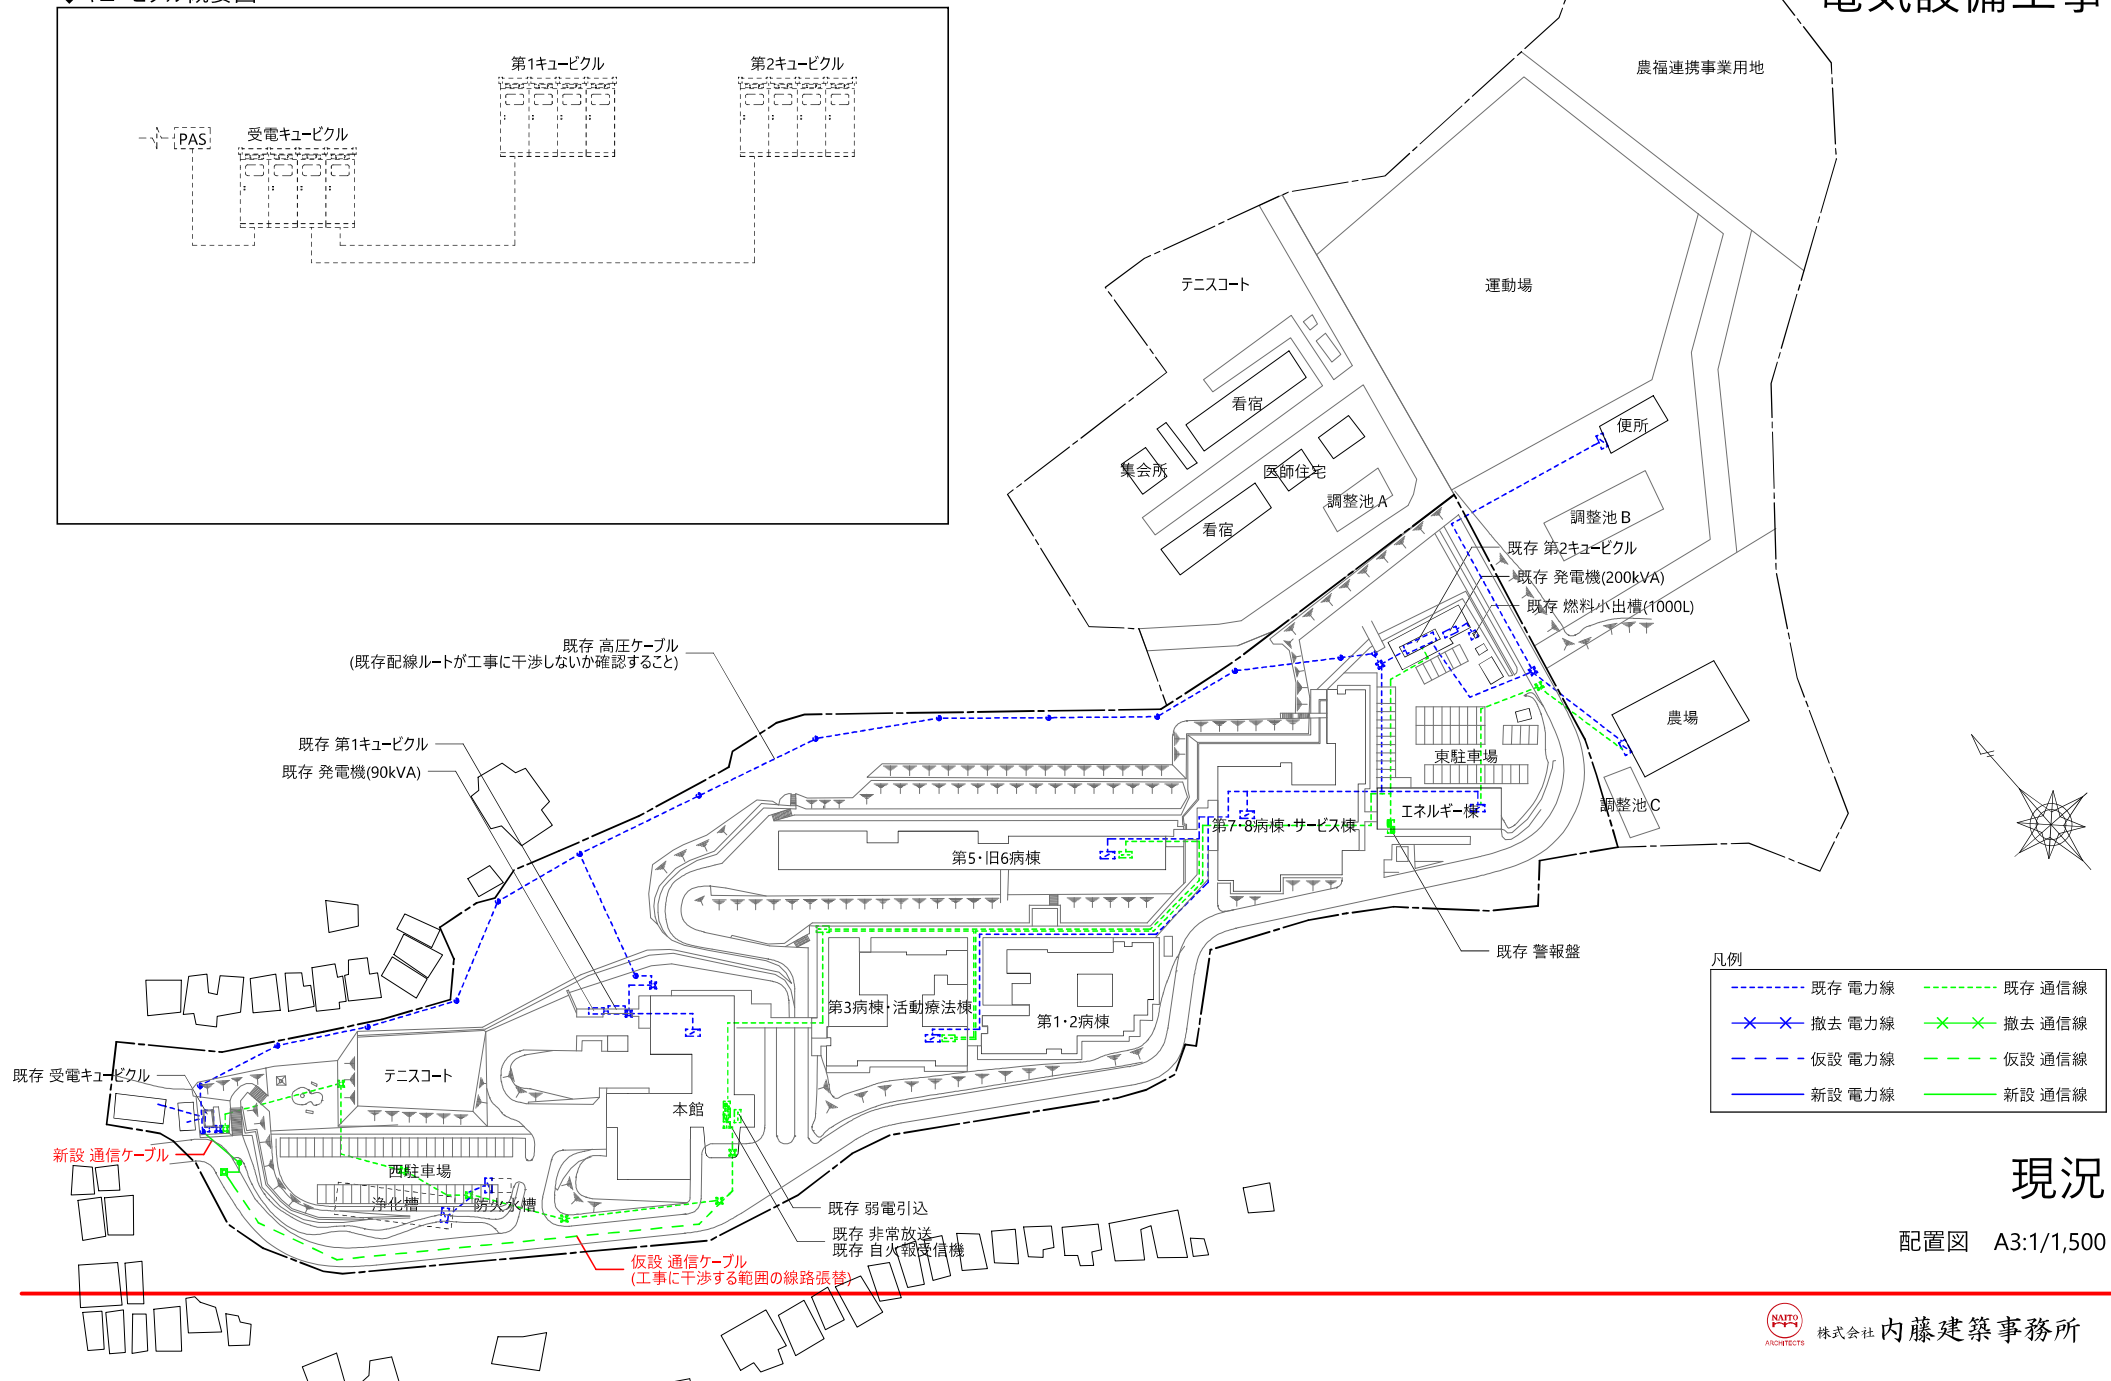 キュービクル概要図
電気設備工事
第1キュービクル
第2キュービクル
PAS
受電キュービクル
農福連携事業用地
テニスコート
運動場
看宿
便所
集会所
医師住宅
調整池A
調整池B
看宿
既存 第2キュービクル
既存 発電機(200kVA)
既存 燃料小出槽(1000L)
既存 高圧ケーブル
(既存配線ルートが工事に干渉しないか確認すること)
農場
既存 第1キュービクル
既存 発電機(90kVA)
東駐車場
調整池C
エネルギー棟
第7・8病棟・サービス棟
第5・旧6病棟
既存 警報盤
凡例
既存 電力線
既存 通信線
撤去 電力線
撤去 通信線
仮設 電力線
仮設 通信線
新設 電力線
新設 通信線
第3病棟・活動療法棟
第1・2病棟
既存 受電キュービクル
テニスコート
本館
新設 通信ケーブル
西駐車場
浄化槽
防火水槽
既存 弱電引込
既存 非常放送
既存 自火報受信機
仮設 通信ケーブル
(工事に干渉する範囲の線路張替)
現況
配置図 A3:1/1,500
NAITO
ARCHITECTS
株式会社 内藤建築事務所